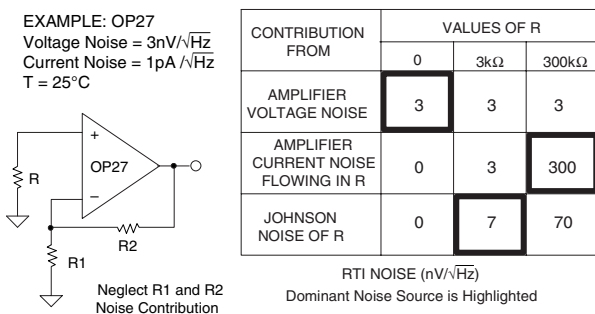 EXAMPLE: OP27
Voltage Noise = 3nV/√Hz
Current Noise = 1pA /√Hz
T = 25°C
+
OP27
–
R
R2
R1
Neglect R1 and R2
Noise Contribution
CONTRIBUTION
FROM
VALUES OF R
0 3kΩ 300kΩ
AMPLIFIER
VOLTAGE NOISE
3 3 3
AMPLIFIER
CURRENT NOISE
FLOWING IN R
0 3 300
JOHNSON
NOISE OF R
0 7 70
RTI NOISE (nV/√Hz)
Dominant Noise Source is Highlighted